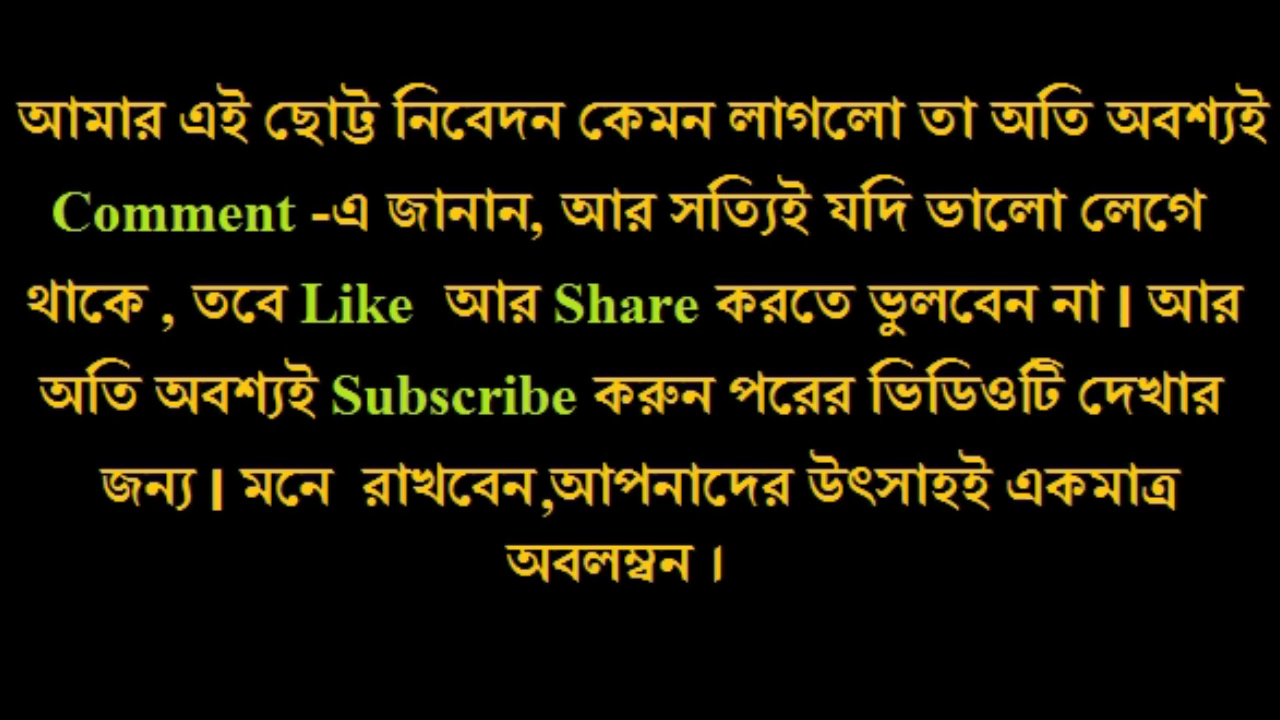 আমার এই ছোট্ট নিবেদন কেমন লাগলো তা অতি অবশ্যই
Comment -এ জানান, আর সত্যিই যদি ভালো লেগে
থাকে , তবে Like আর Share করতে ভুলবেন না। আর
অতি অবশ্যই Subscribe করুন পরের ভিডিওটি দেখার
জন্য। মনে রাখবেন,আপনাদের উৎসাহই একমাত্র
অবলম্বন ।